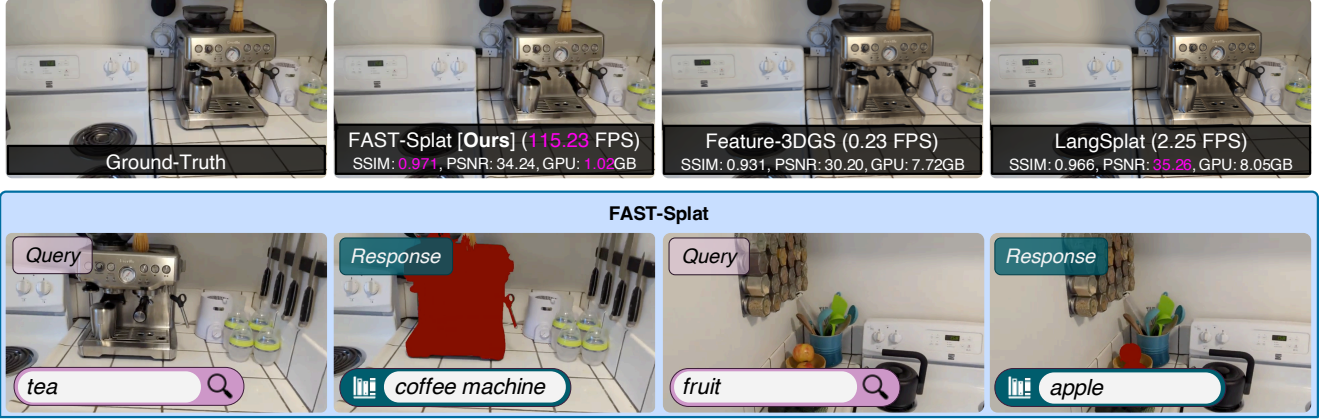 Ground-Truth
FAST-Splat [Ours] (115.23 FPS)
SSIM: 0.971, PSNR: 34.24, GPU: 1.02GB
Feature-3DGS (0.23 FPS)
SSIM: 0.931, PSNR: 30.20, GPU: 7.72GB
LangSplat (2.25 FPS)
SSIM: 0.966, PSNR: 35.26, GPU: 8.05GB
FAST-Splat
Query
tea
Response
coffee machine
Query
fruit
Response
apple